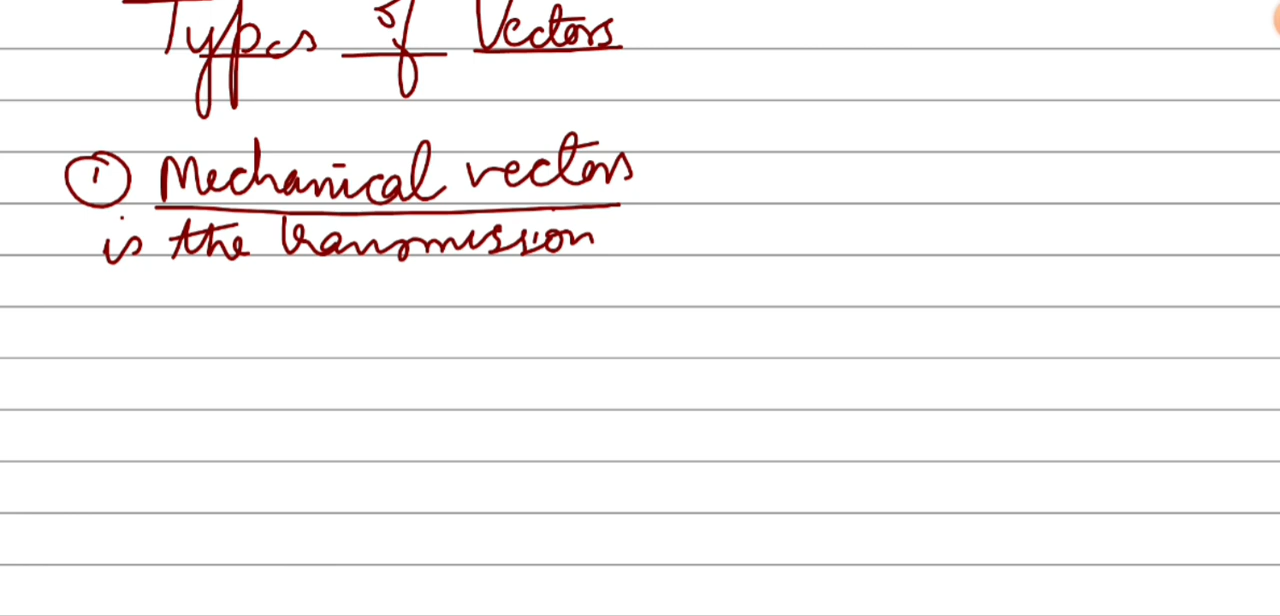 Types of Vectors
① Mechanical vectors
is the transmission